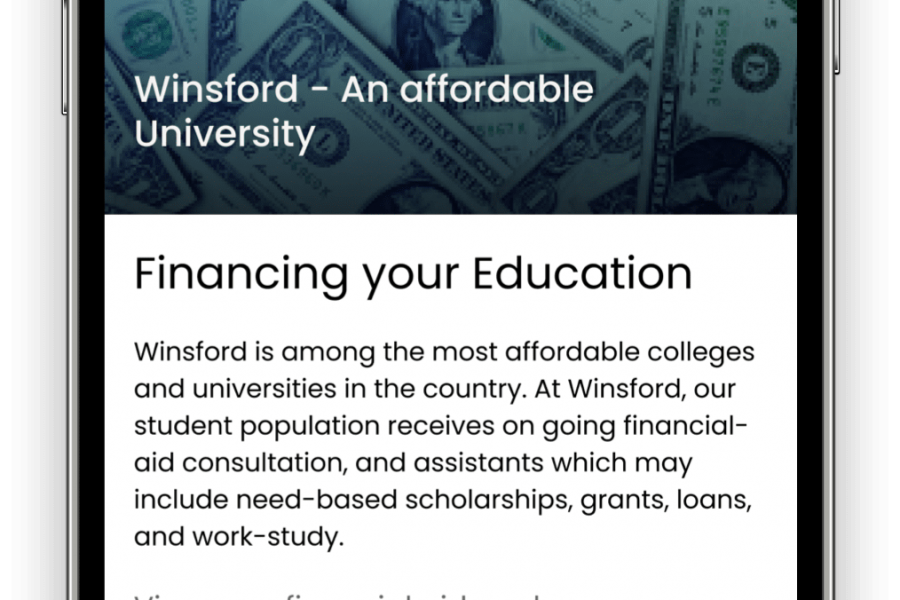 Winsford - An affordable
University
Financing your Education
Winsford is among the most affordable colleges
and universities in the country. At Winsford, our
student population receives on going financial-
aid consultation, and assistants which may
include need-based scholarships, grants, loans,
and work-study.